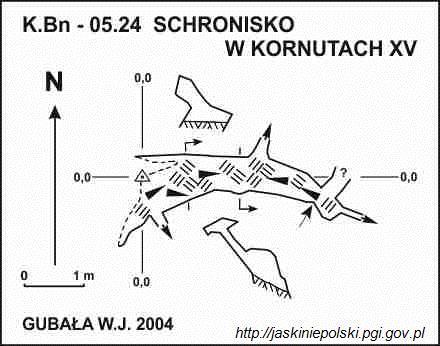 K.Bn - 05.24 SCHRONISKO
W KORNUTACH XV
N
0,0
0,0
?
0,0
0,0
0
1 m
GUBAŁA W.J. 2004
http://jaskiniepolski.pgi.gov.pl